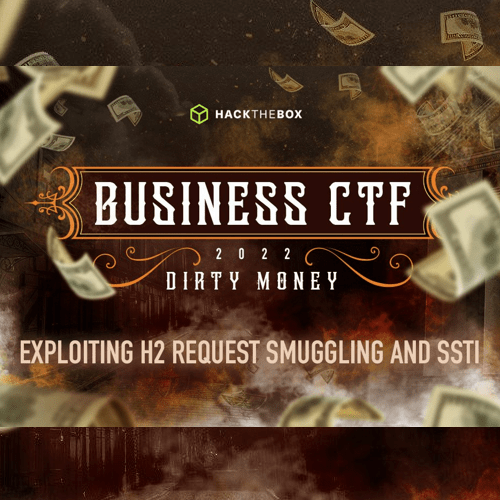 HACKTHEBOX
BUSINESS CTF
2022
DIRTY MONEY
EXPLOITING H2 REQUEST SMUGGLING AND SSTI